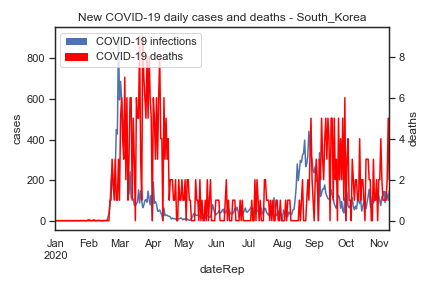 New COVID-19 daily cases and deaths - South_Korea
COVID-19 infections
COVID-19 deaths
cases
800
600
400
200
0
deaths
8
6
4
2
0
Jan Feb Mar Apr May Jun Jul Aug Sep Oct Nov
2020
dateRep